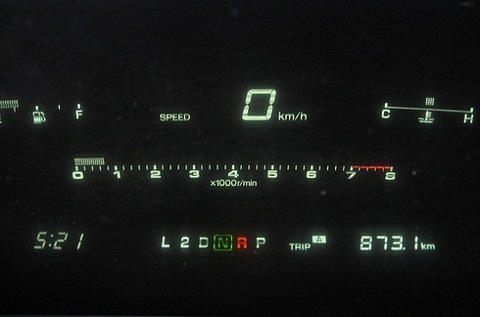 E F SPEED 0 km/h C H
0 1 2 3 4 5 6 7 8
x1000r/min
5:21 L 2 D N R P TRIP A 873.1 km